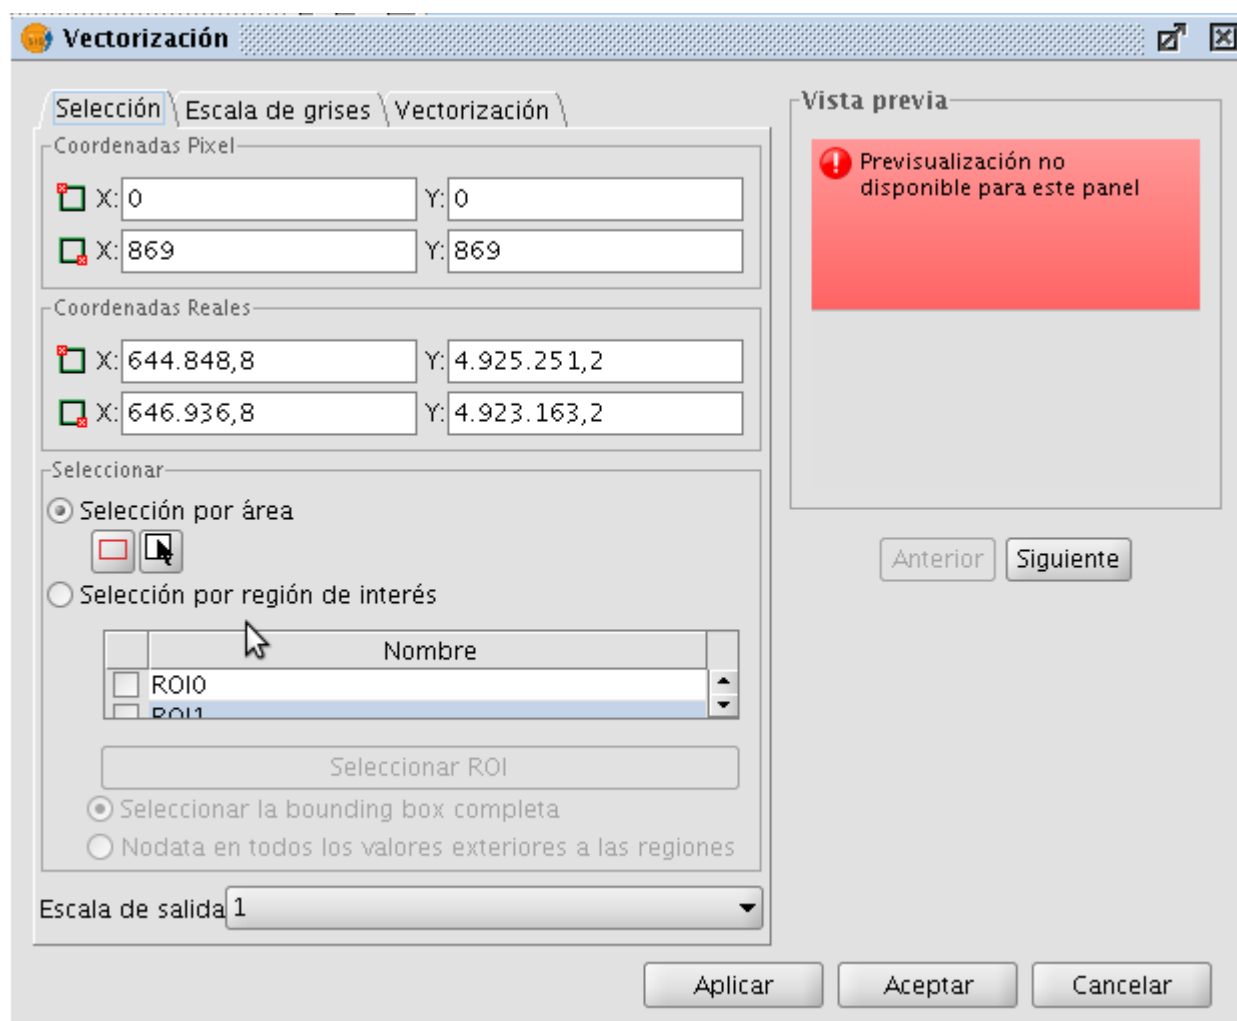 Vectorización
Selección Escala de grises Vectorización
Coordenadas Pixel
X: 0 Y: 0
X: 869 Y: 869
Coordenadas Reales
X: 644.848,8 Y: 4.925.251,2
X: 646.936,8 Y: 4.923.163,2
Seleccionar
Selección por área
Selección por región de interés
Nombre
ROI0
ROI1
Seleccionar ROI
Seleccionar la bounding box completa
Nodata en todos los valores exteriores a las regiones
Escala de salida 1
Vista previa
Previsualización no
disponible para este panel
Anterior Siguiente
Aplicar Aceptar Cancelar